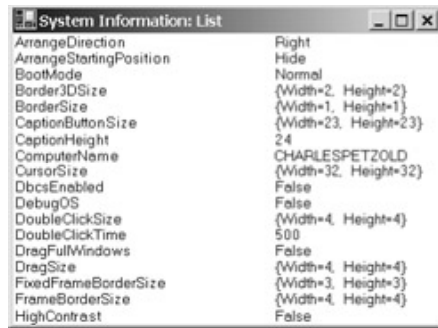 System Information: List
ArrangeDirection Right
ArrangeStartingPosition Hide
BootMode Normal
Border3DSize {Width=2, Height=2}
BorderSize {Width=1, Height=1}
CaptionButtonSize {Width=23, Height=23}
CaptionHeight 24
ComputerName CHARLESPETZOLD
CursorSize {Width=32, Height=32}
DbcsEnabled False
DebugOS False
DoubleClickSize {Width=4, Height=4}
DoubleClickTime 500
DragFullWindows False
DragSize {Width=4, Height=4}
FixedFrameBorderSize {Width=3, Height=3}
FrameBorderSize {Width=4, Height=4}
HighContrast False